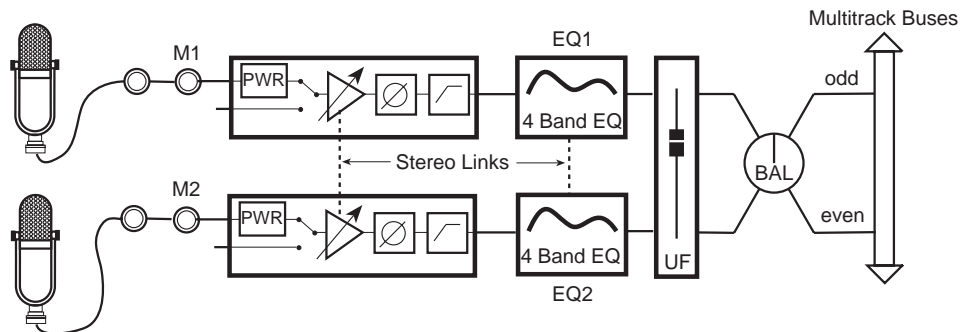 Multitrack Buses
M1
EQ1
PWR
4 Band EQ
odd
Stereo Links
BAL
M2
PWR
4 Band EQ
even
UF
EQ2